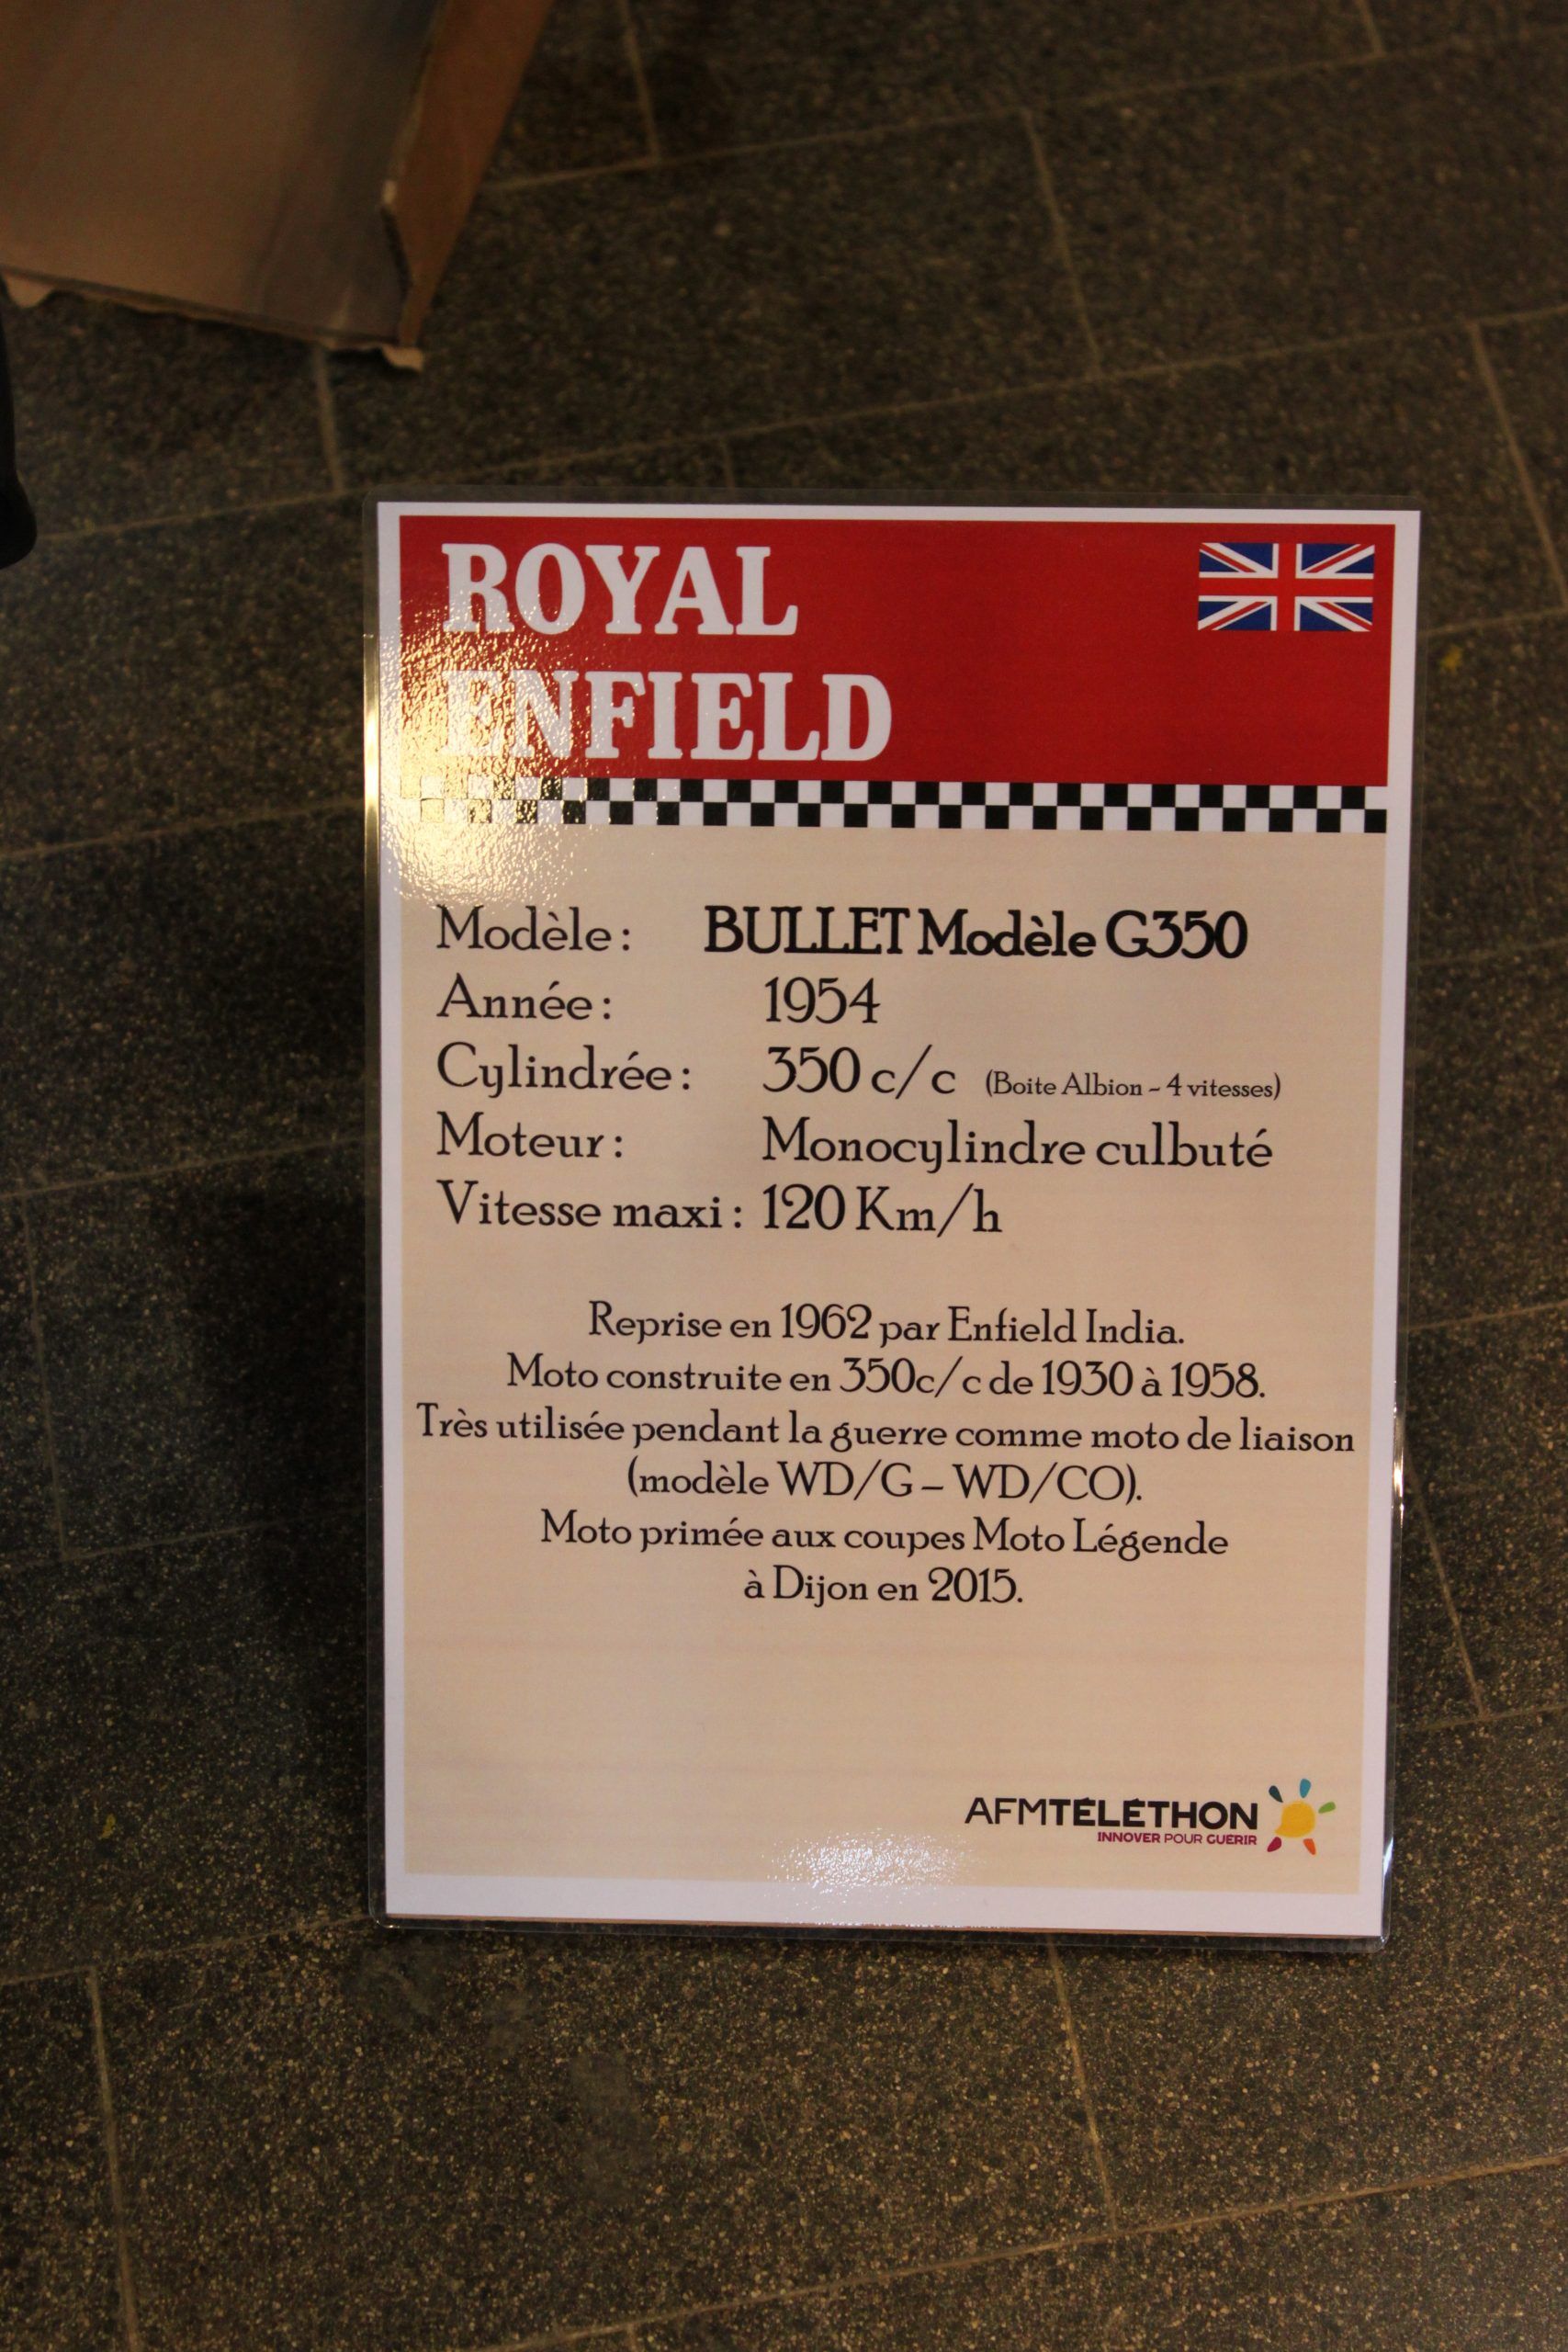 ROYAL
ENFIELD
Modèle : BULLET Modèle G350
Année : 1954
Cylindrée : 350 c/c (Boite Albion - 4 vitesses)
Moteur : Monocylindre culbuté
Vitesse maxi : 120 Km/h
Reprise en 1962 par Enfield India.
Moto construite en 350c/c de 1930 à 1958.
Très utilisée pendant la guerre comme moto de liaison
(modèle WD/G – WD/CO).
Moto primée aux coupes Moto Légende
à Dijon en 2015.
AFMTÉLÉTHON
INNOVER POUR GUÉRIR